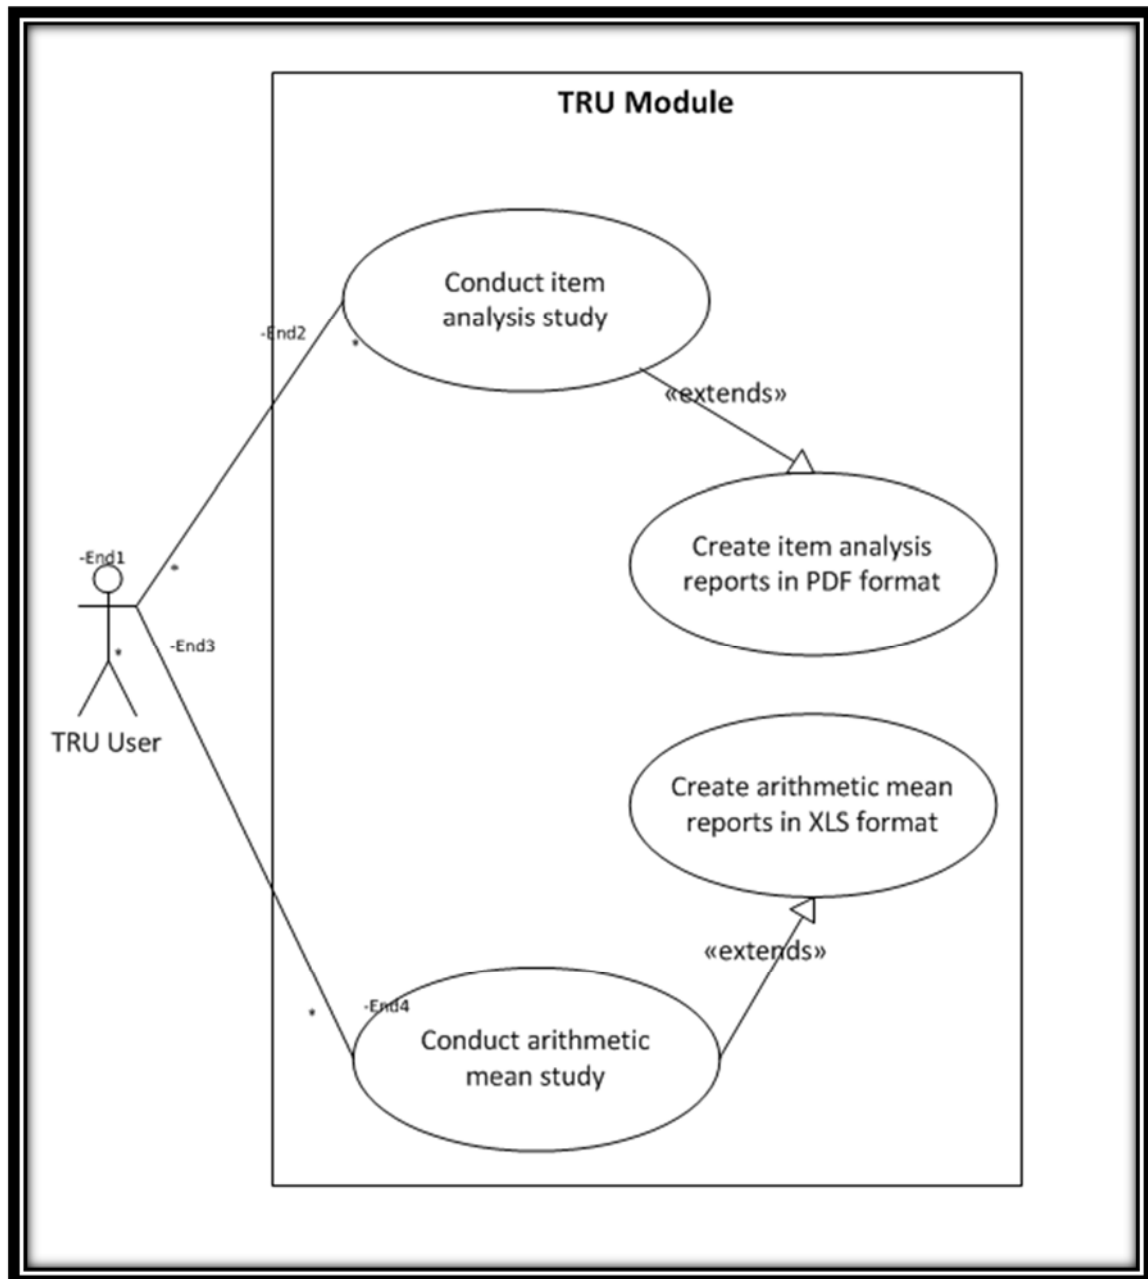 TRU Module
Conduct item
analysis study
-End2
*
«extends»
Create item analysis
reports in PDF format
-End1
*
-End3
*
TRU User
Create arithmetic mean
reports in XLS format
«extends»
-End4
*
Conduct arithmetic
mean study